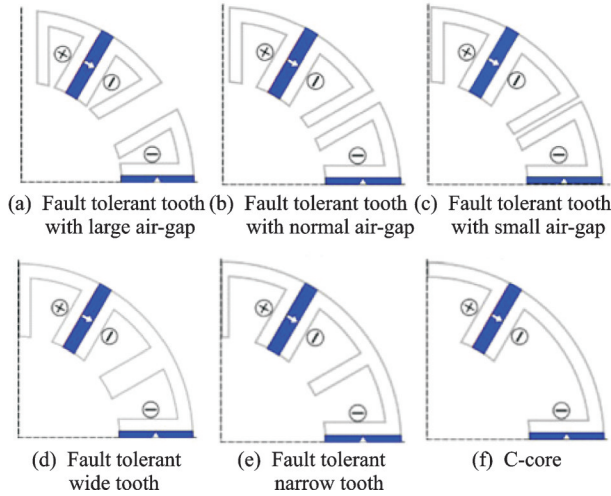 (a) Fault tolerant tooth
with large air-gap
(b) Fault tolerant tooth
with normal air-gap
(c) Fault tolerant tooth
with small air-gap
(d) Fault tolerant
wide tooth
(e) Fault tolerant
narrow tooth
(f) C-core